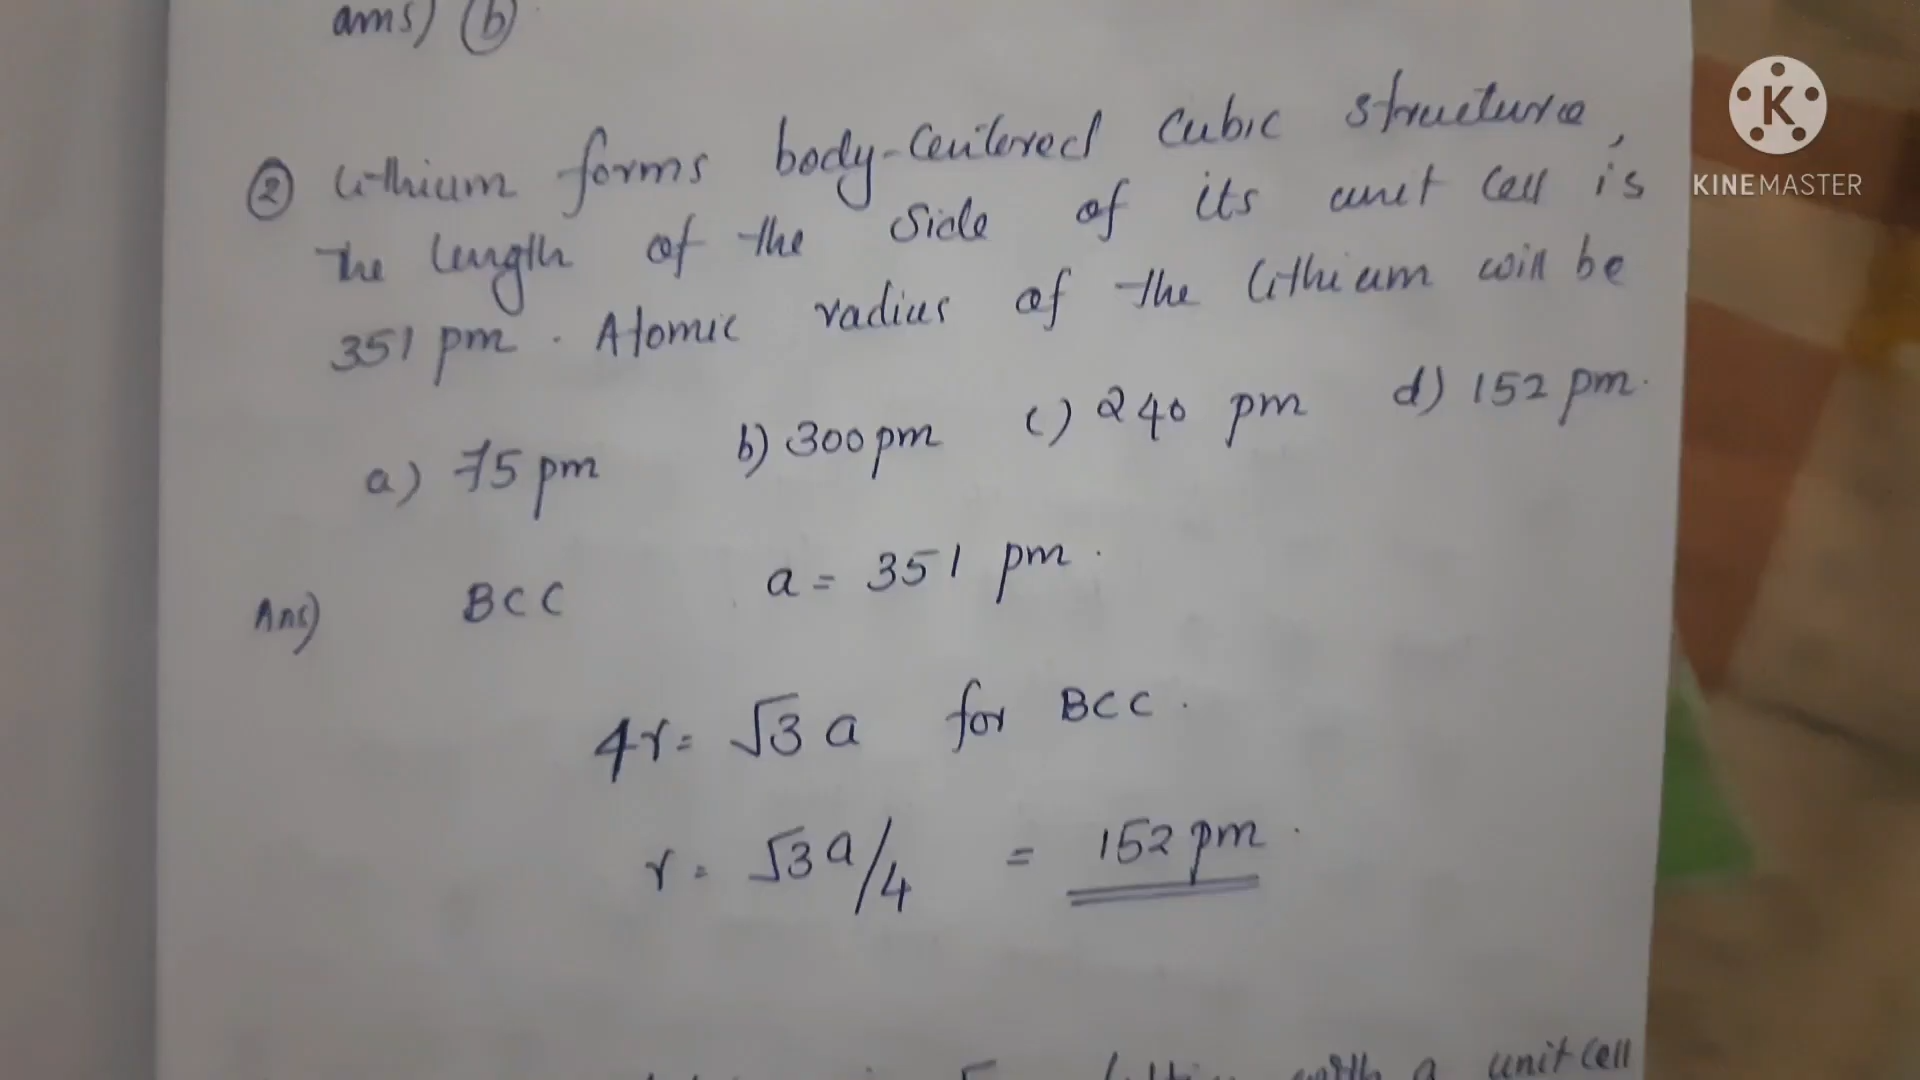 ans) (b)
② Lithium forms body-centered cubic structure,
the length of the side of its unit cell is
351 pm. Atomic radius of the lithium will be
a) 75 pm b) 300 pm c) 240 pm d) 152 pm.
Ans) BCC a = 351 pm.
4r = √3 a for BCC.
r = √3 a/4 = 152 pm.
with a unit cell
KINEMASTER